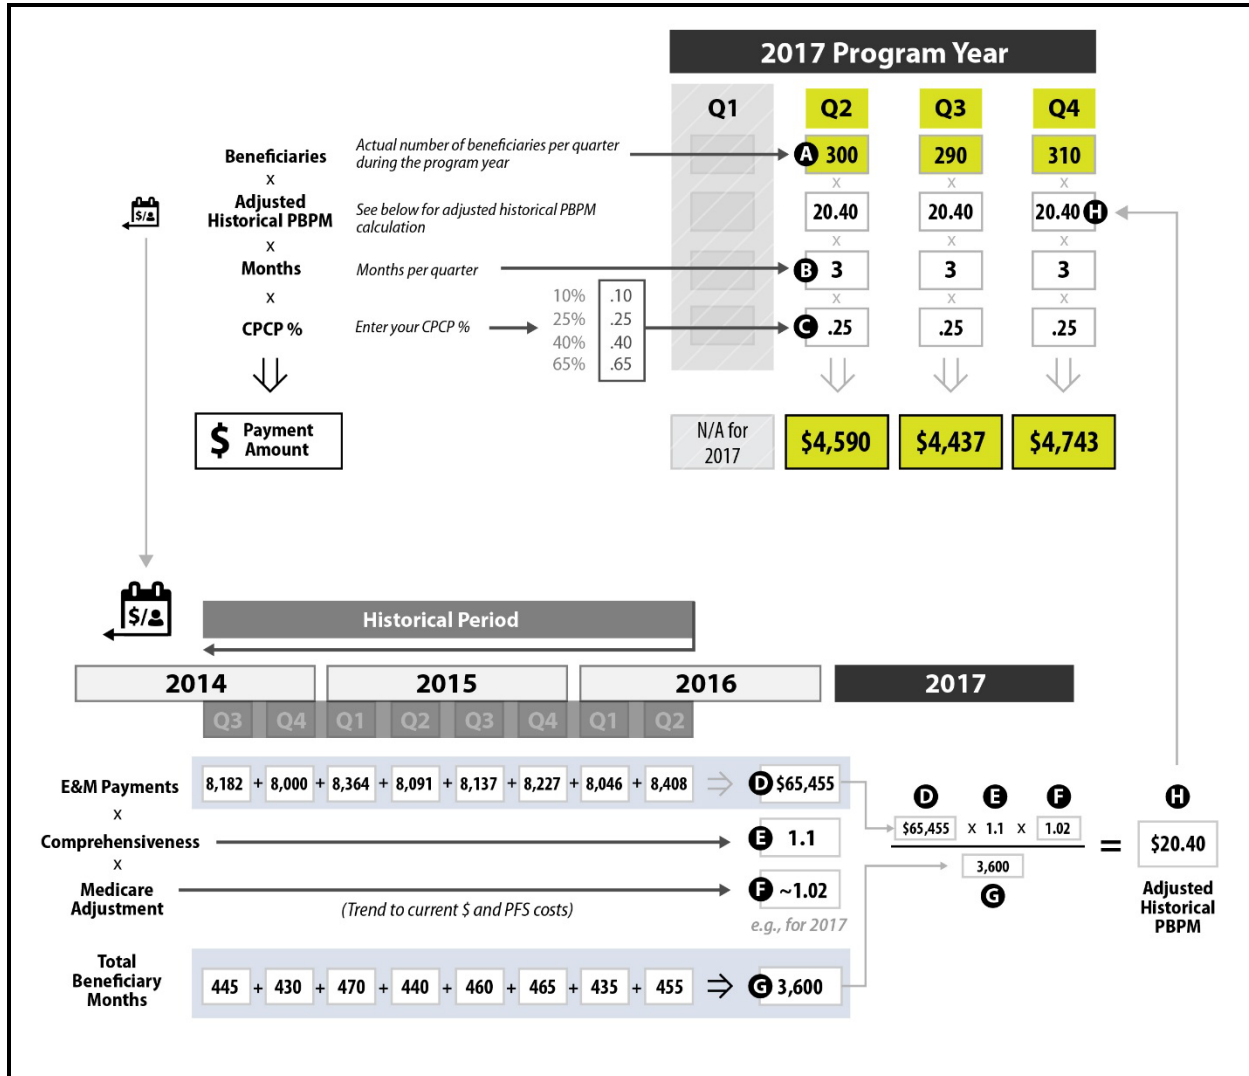 2017 Program Year
Q1 Q2 Q3 Q4
Beneficiaries Actual number of beneficiaries per quarter during the program year A 300 290 310
x x x x
$/ Adjusted Historical PBPM See below for adjusted historical PBPM calculation 20.40 20.40 20.40 H
x x x x
Months Months per quarter B 3 3 3
x x x x
CPCP % Enter your CPCP % C .25 .25 .25
10% .10
25% .25
40% .40
65% .65
$ Payment Amount
N/A for 2017 $4,590 $4,437 $4,743
$/
Historical Period
2014 2015 2016 2017
Q3 Q4 Q1 Q2 Q3 Q4 Q1 Q2
E&M Payments 8,182 + 8,000 + 8,364 + 8,091 + 8,137 + 8,227 + 8,046 + 8,408 D $65,455
x
Comprehensiveness E 1.1
x
Medicare Adjustment F ~1.02
(Trend to current $ and PFS costs)
e.g., for 2017
Total Beneficiary Months 445 + 430 + 470 + 440 + 460 + 465 + 435 + 455 G 3,600
D E F H
$65,455 x 1.1 x 1.02 = $20.40
3,600
G
Adjusted Historical PBPM